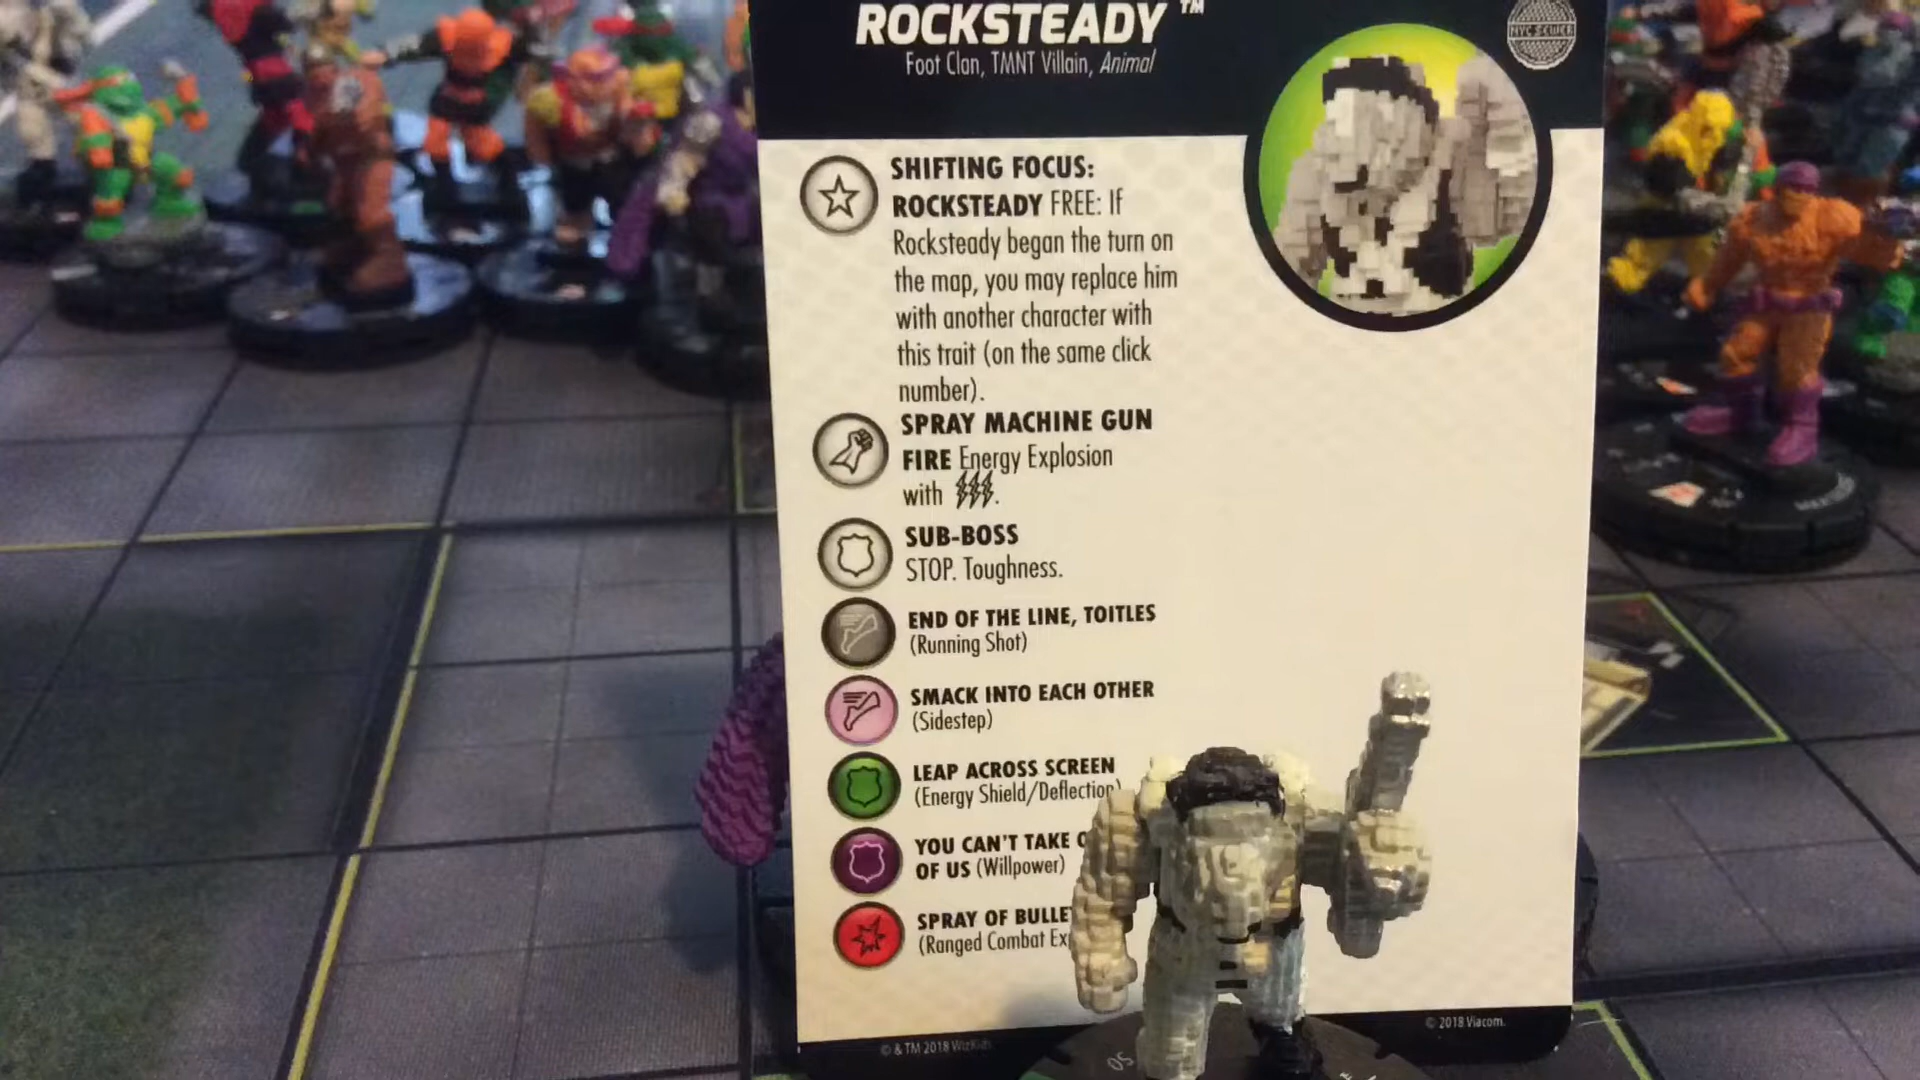 ROCKSTEADY™
Foot Clan, TMNT Villain, Animal
NYC SEWER
SHIFTING FOCUS:
ROCKSTEADY FREE: If
Rocksteady began the turn on
the map, you may replace him
with another character with
this trait (on the same click
number).
SPRAY MACHINE GUN
FIRE Energy Explosion
with
SUB-BOSS
STOP. Toughness.
END OF THE LINE, TOITLES
(Running Shot)
SMACK INTO EACH OTHER
(Sidestep)
LEAP ACROSS SCREEN
(Energy Shield/Deflection)
YOU CAN'T TAKE
OF US (Willpower)
SPRAY OF
(Ranged Combat
© & TM 2018 WizKids
© 2018 Viacom.
50